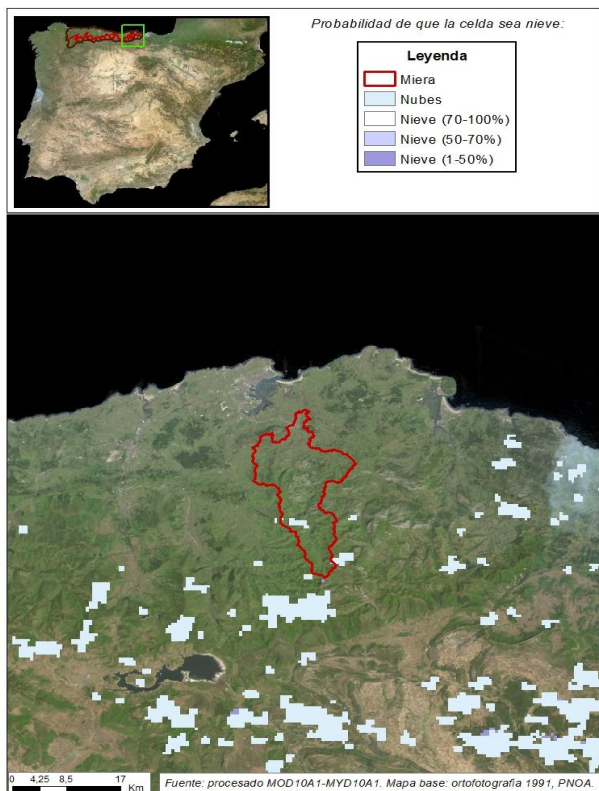 Probabilidad de que la celda sea nieve:
Leyenda
Miera
Nubes
Nieve (70-100%)
Nieve (50-70%)
Nieve (1-50%)
0 4,25 8,5 17
Km
Fuente: procesado MOD10A1-MYD10A1. Mapa base: ortofotografia 1991, PNOA.